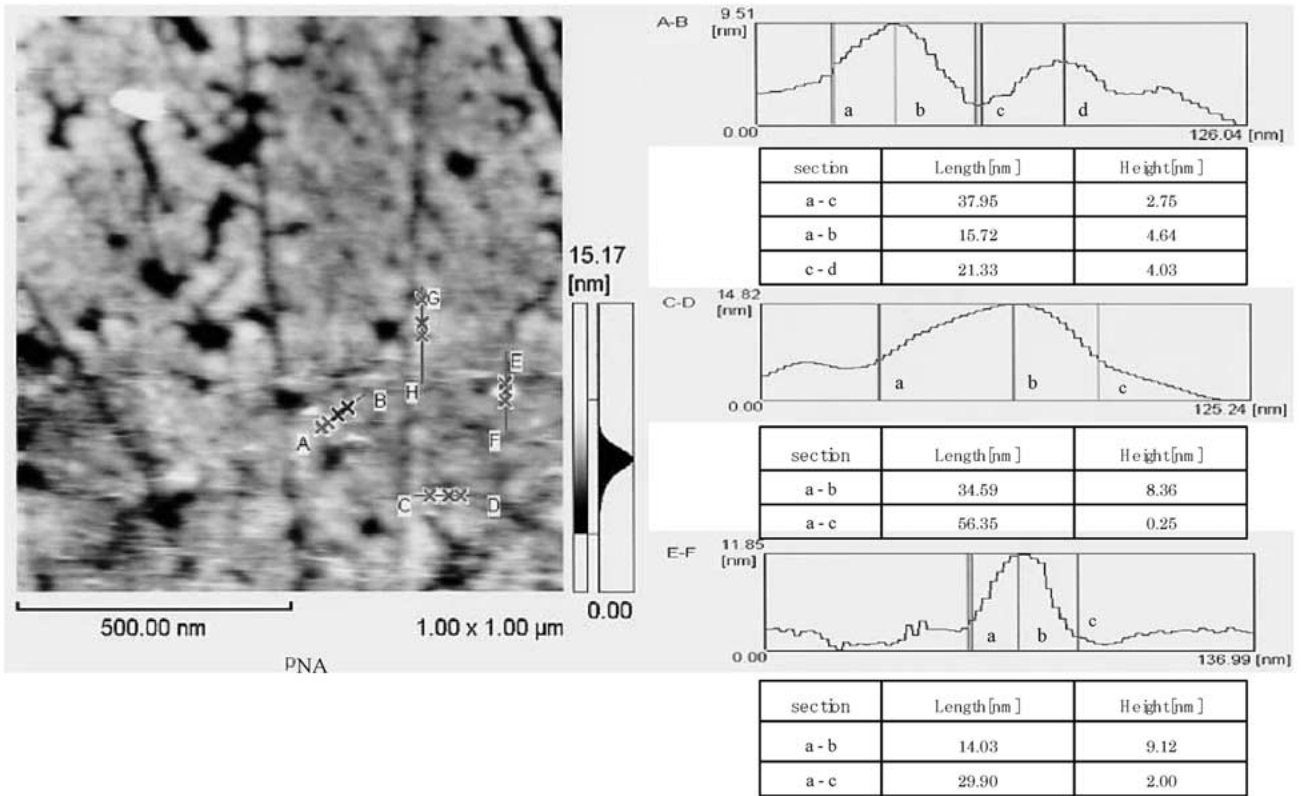 15.17
[nm]
0.00
G
H
E
F
B
A
C
D
500.00 nm
1.00 x 1.00 µm
pNA
A-B
9.51
[nm]
a
b
c
d
0.00
126.04 [nm]
section Length[nm] Height[nm]
a - c 37.95 2.75
a - b 15.72 4.64
c - d 21.33 4.03
C-D
14.82
[nm]
a
b
c
0.00
125.24 [nm]
section Length[nm] Height[nm]
a - b 34.59 8.36
a - c 56.35 0.25
E-F
11.85
[nm]
a
b
c
0.00
136.99 [nm]
section Length[nm] Height[nm]
a - b 14.03 9.12
a - c 29.90 2.00